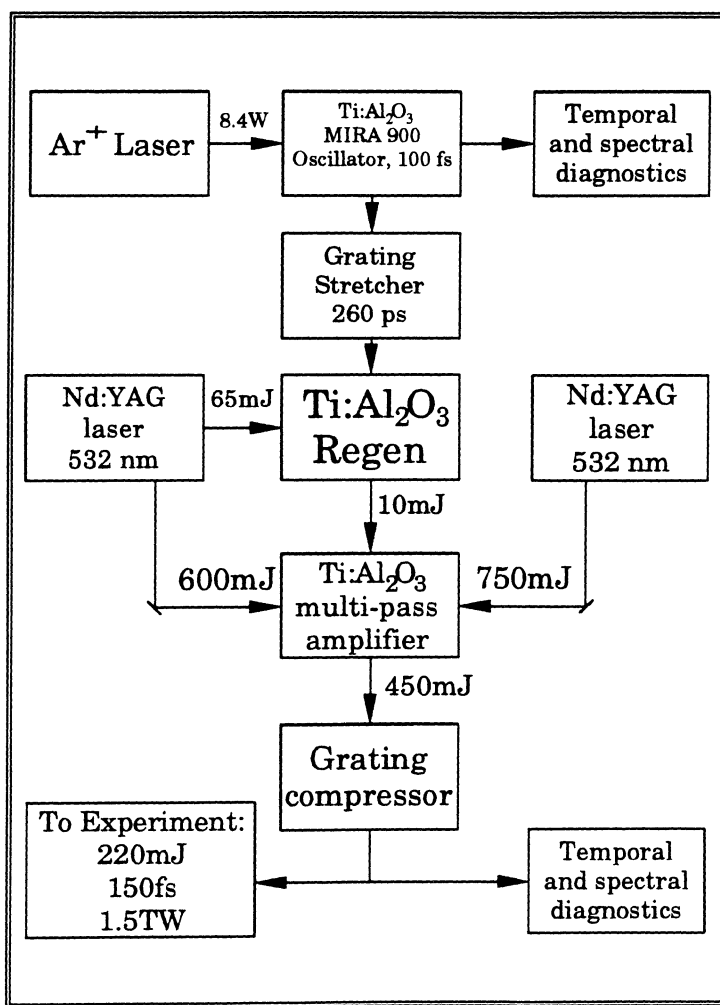 Ar+ Laser
8.4W
Ti:Al2O3
MIRA 900
Oscillator, 100 fs
Temporal
and spectral
diagnostics
Grating
Stretcher
260 ps
Nd:YAG
laser
532 nm
65mJ
Ti:Al2O3
Regen
Nd:YAG
laser
532 nm
10mJ
600mJ
Ti:Al2O3
multi-pass
amplifier
750mJ
450mJ
Grating
compressor
To Experiment:
220mJ
150fs
1.5TW
Temporal
and spectral
diagnostics